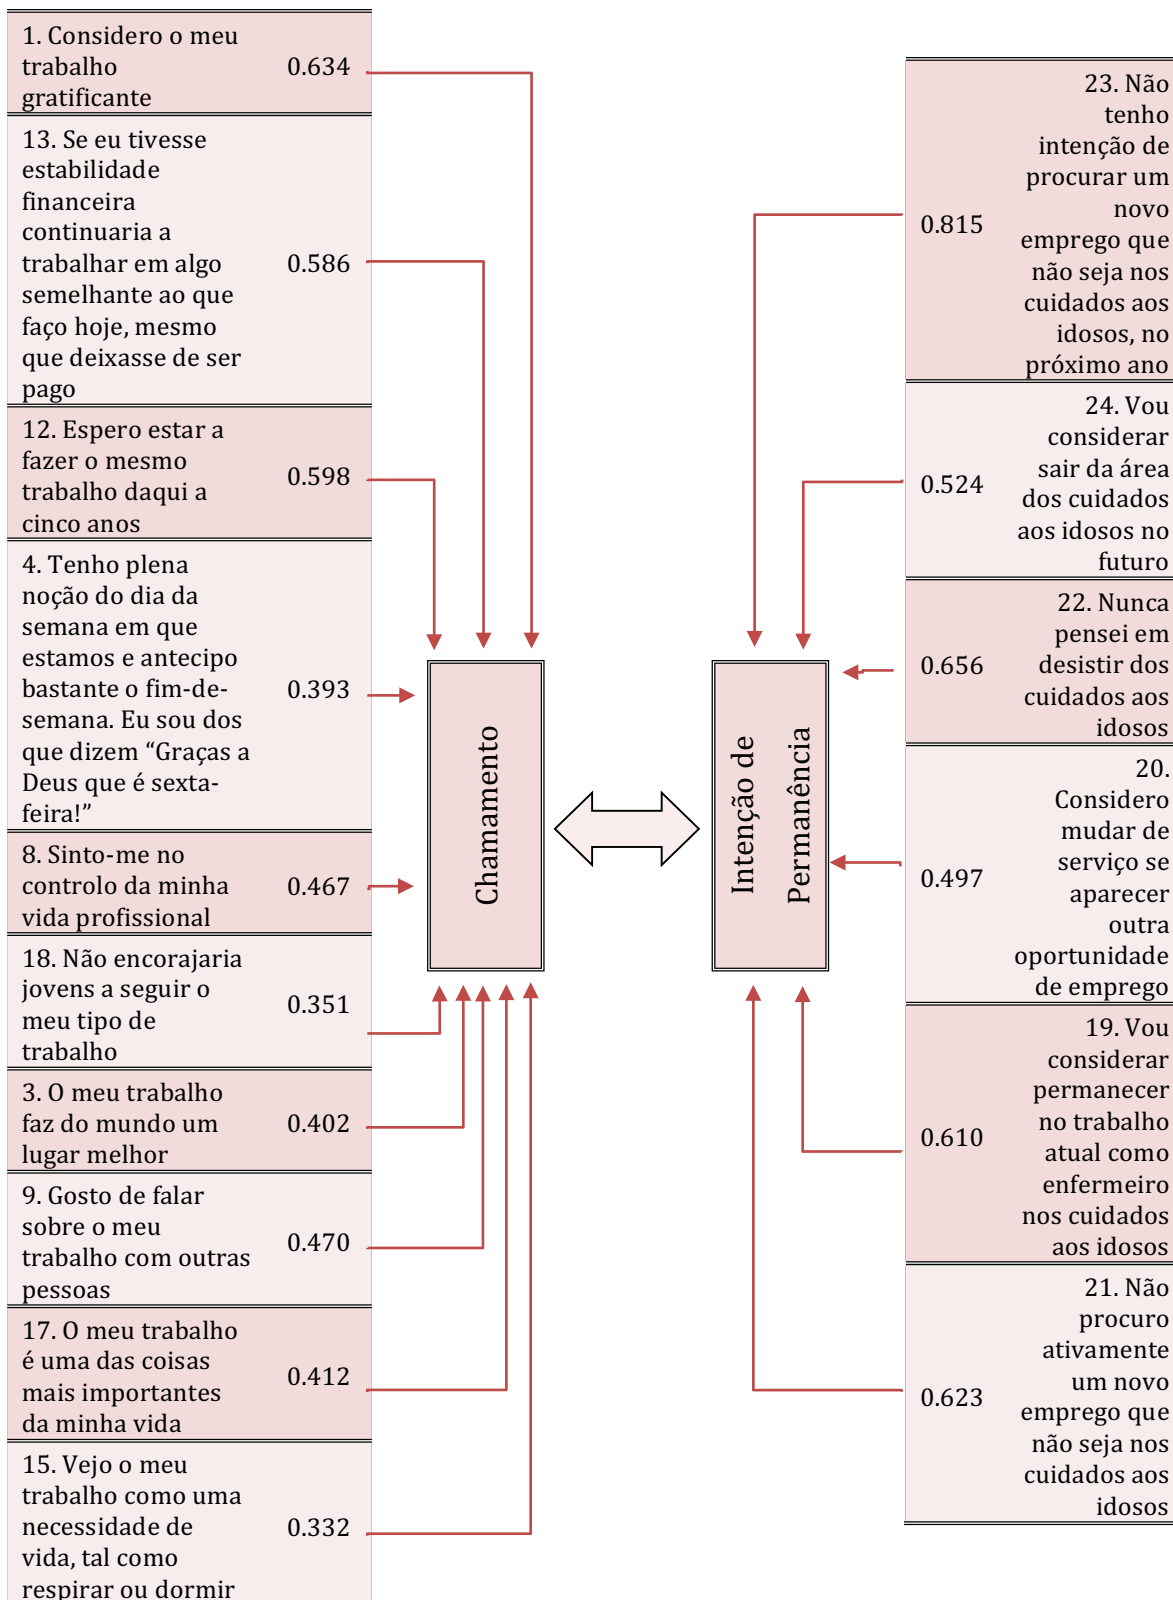 1. Considero o meu
trabalho
gratificante
0.634
13. Se eu tivesse
estabilidade
financeira
continuaria a
trabalhar em algo
semelhante ao que
faço hoje, mesmo
que deixasse de ser
pago
0.586
12. Espero estar a
fazer o mesmo
trabalho daqui a
cinco anos
0.598
4. Tenho plena
noção do dia da
semana em que
estamos e antecipo
bastante o fim-de-
semana. Eu sou dos
que dizem “Graças a
Deus que é sexta-
feira!”
0.393
8. Sinto-me no
controlo da minha
vida profissional
0.467
18. Não encorajaria
jovens a seguir o
meu tipo de
trabalho
0.351
3. O meu trabalho
faz do mundo um
lugar melhor
0.402
9. Gosto de falar
sobre o meu
trabalho com outras
pessoas
0.470
17. O meu trabalho
é uma das coisas
mais importantes
da minha vida
0.412
15. Vejo o meu
trabalho como uma
necessidade de
vida, tal como
respirar ou dormir
0.332
Chamamento
Intenção de
Permanência
0.815
23. Não
tenho
intenção de
procurar um
novo
emprego que
não seja nos
cuidados aos
idosos, no
próximo ano
0.524
24. Vou
considerar
sair da área
dos cuidados
aos idosos no
futuro
0.656
22. Nunca
pensei em
desistir dos
cuidados aos
idosos
0.497
20.
Considero
mudar de
serviço se
aparecer
outra
oportunidade
de emprego
0.610
19. Vou
considerar
permanecer
no trabalho
atual como
enfermeiro
nos cuidados
aos idosos
0.623
21. Não
procuro
ativamente
um novo
emprego que
não seja nos
cuidados aos
idosos